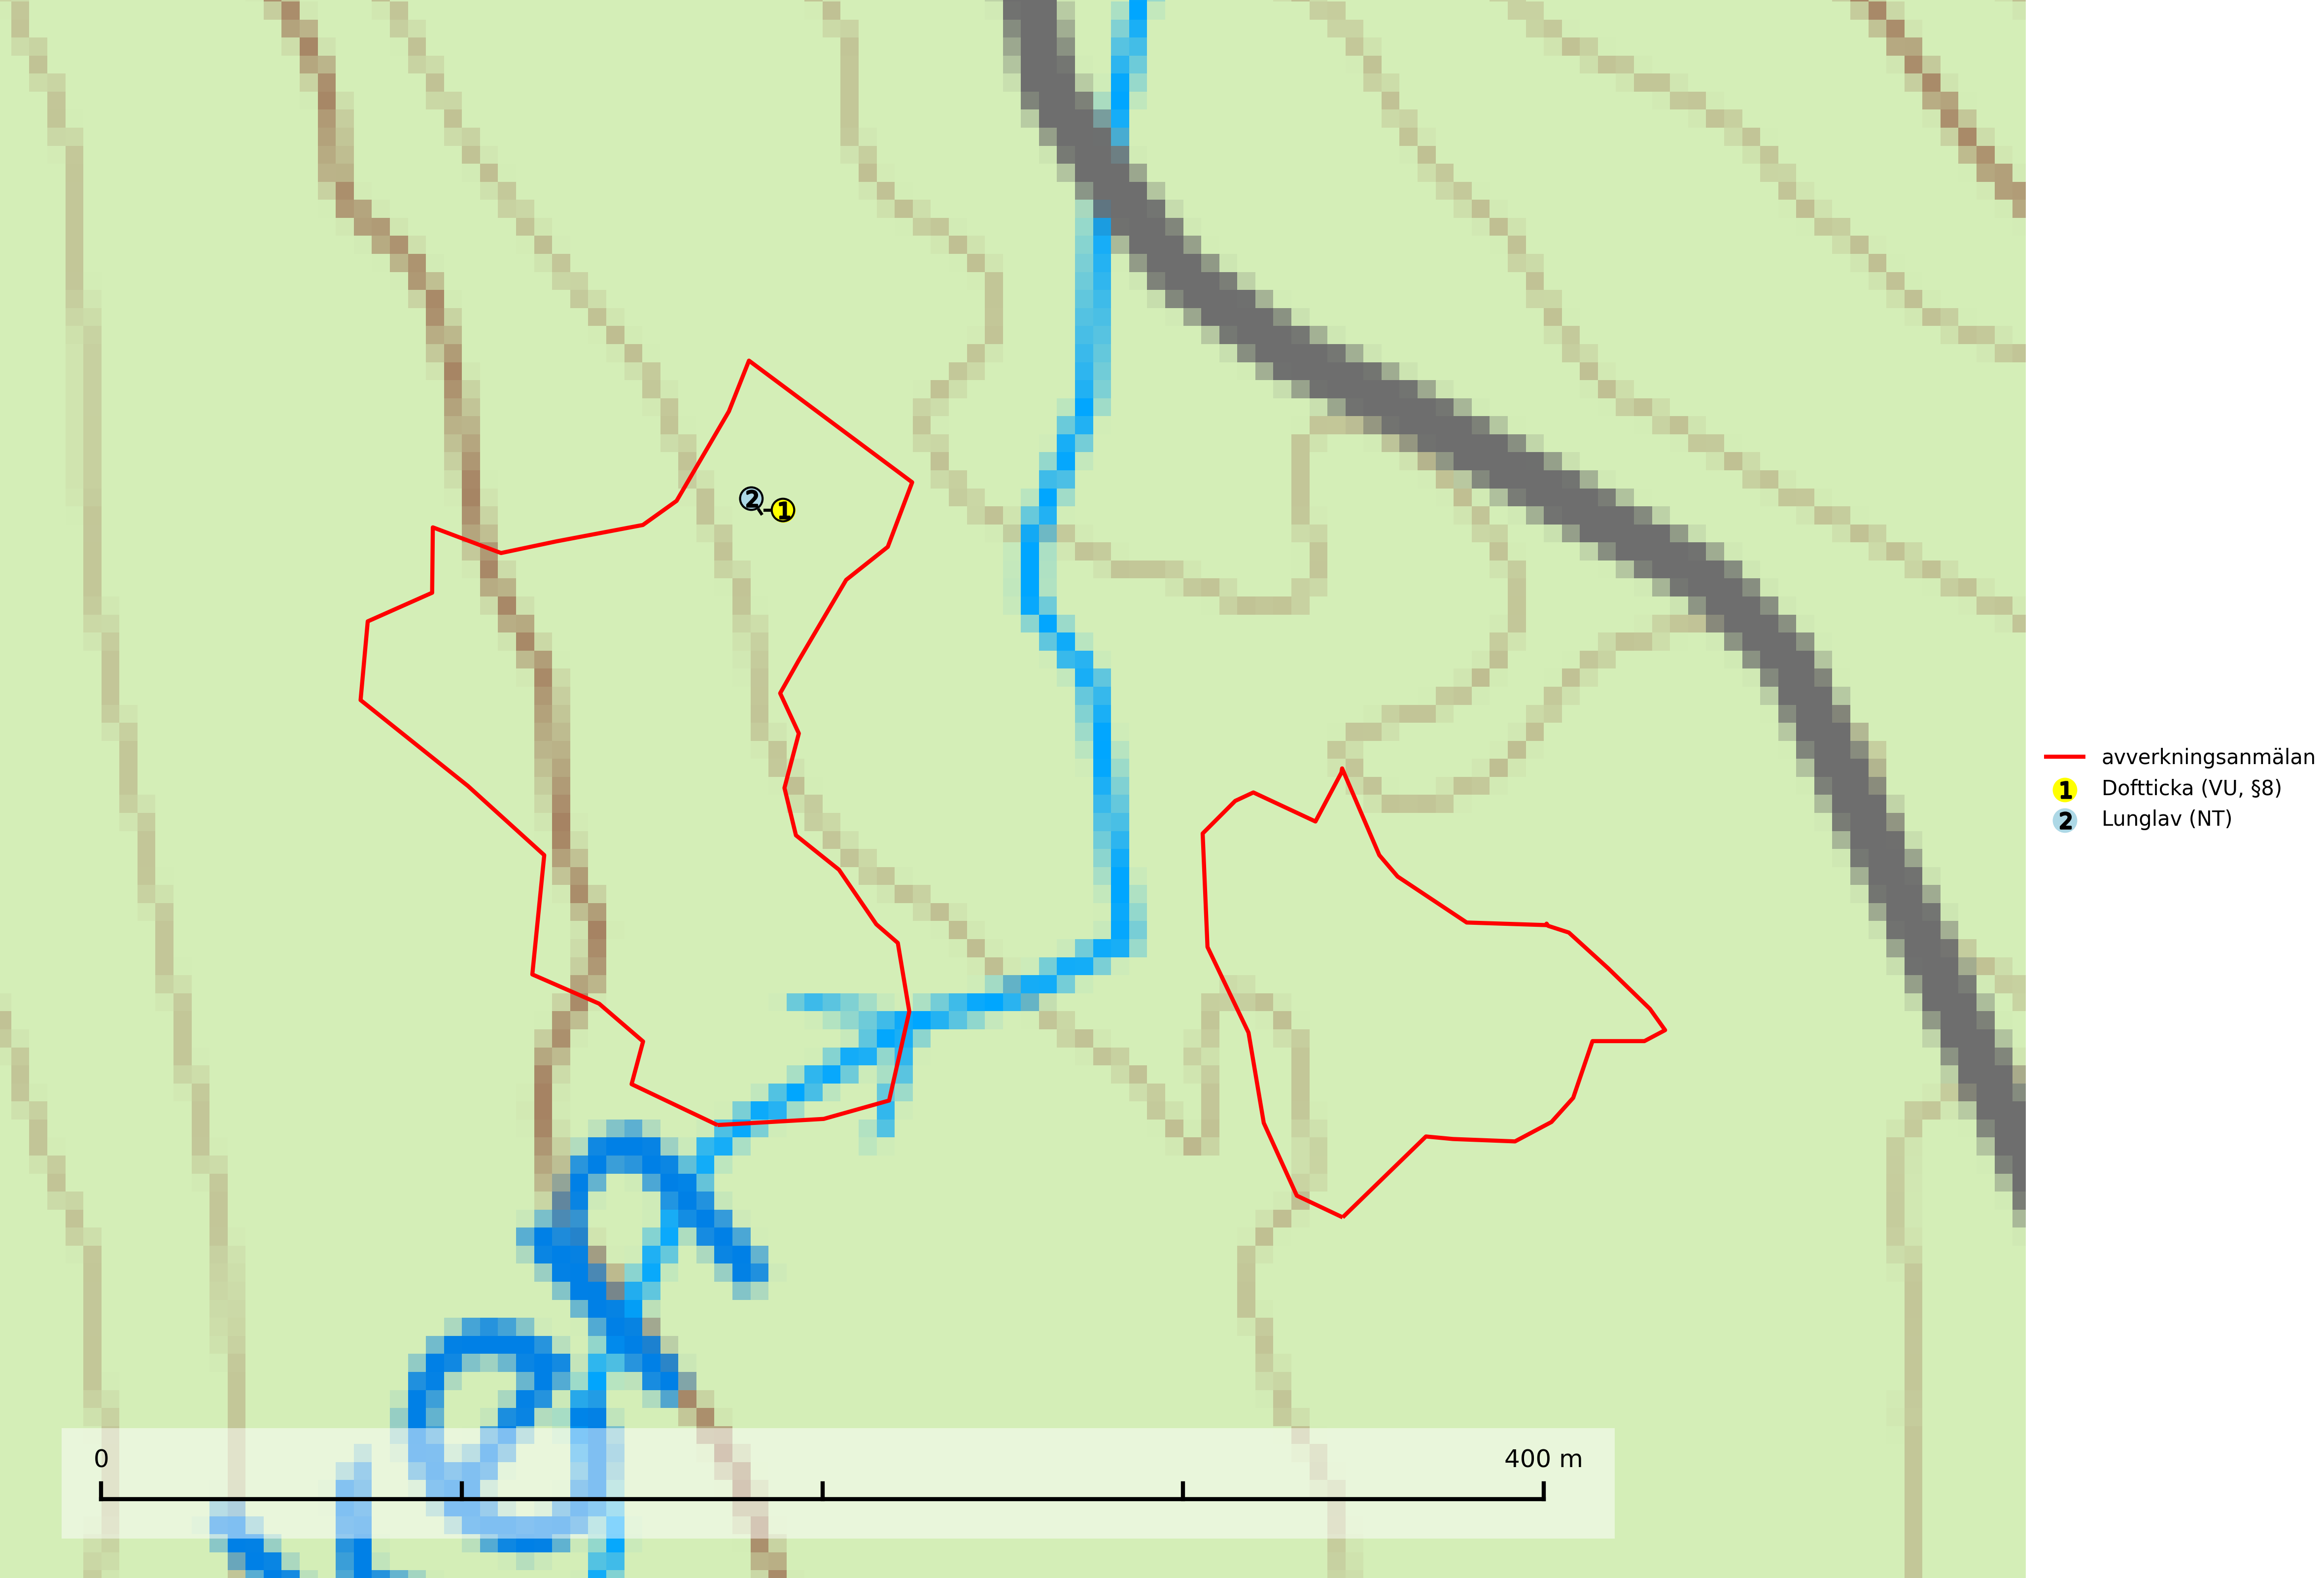 2 1
avverkningsanmälan
1 Doftticka (VU, §8)
2 Lunglav (NT)
0 400 m